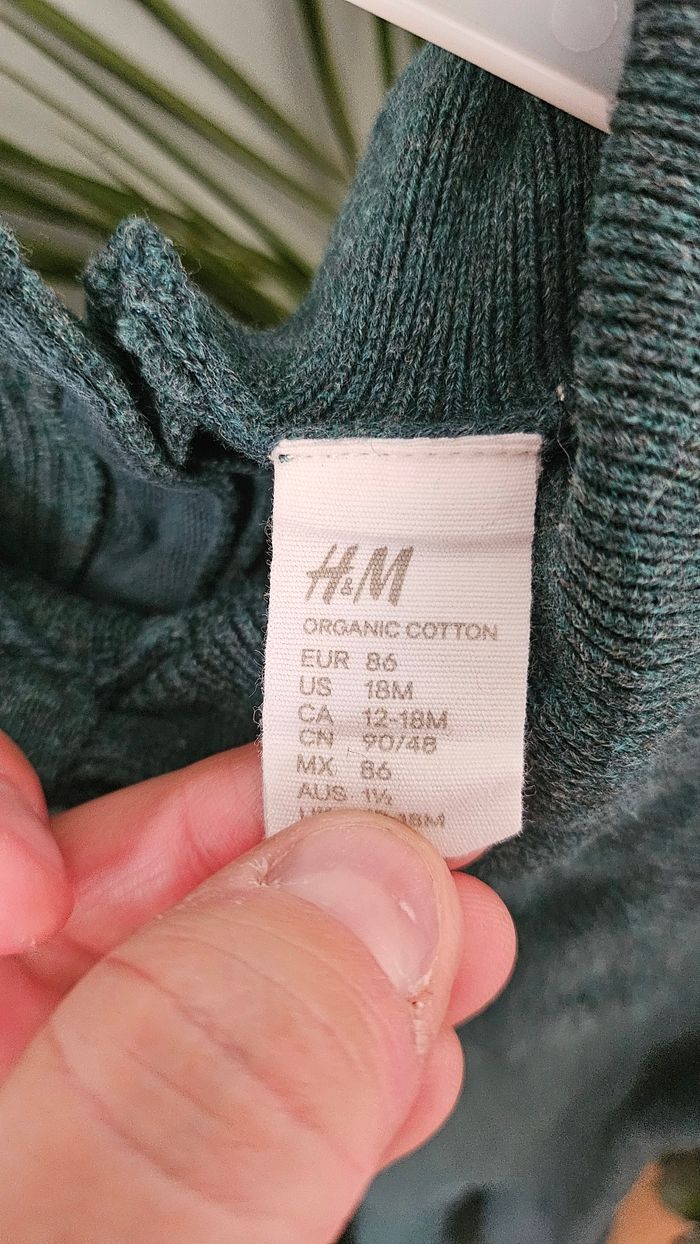 H&M
ORGANIC COTTON
EUR 86
US 18M
CA 12-18M
CN 90/48
MX 86
AUS 1½